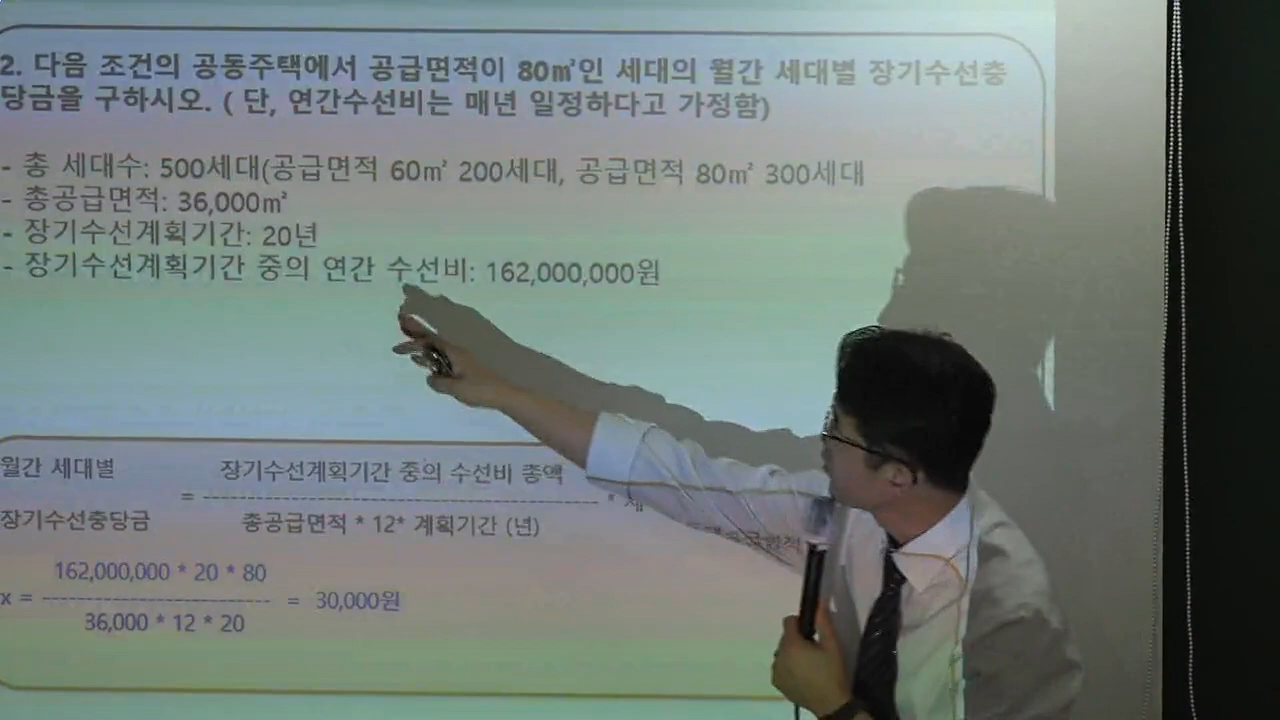 2. 다음 조건의 공동주택에서 공급면적이 80㎡인 세대의 월간 세대별 장기수선충
당금을 구하시오. ( 단, 연간수선비는 매년 일정하다고 가정함)
- 총 세대수: 500세대(공급면적 60㎡ 200세대, 공급면적 80㎡ 300세대
- 총공급면적: 36,000㎡
- 장기수선계획기간: 20년
- 장기수선계획기간 중의 연간 수선비: 162,000,000원
월간 세대별 장기수선계획기간 중의 수선비 총액
= ------------------------------------ *
장기수선충당금 총공급면적 * 12* 계획기간 (년)
162,000,000 * 20 * 80
x = ------------------------ = 30,000원
36,000 * 12 * 20